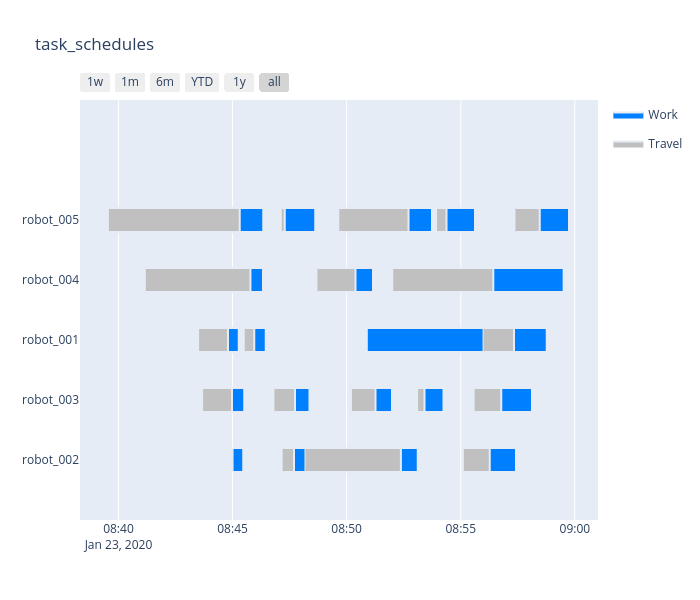 task_schedules
1w 1m 6m YTD 1y all
Work
Travel
robot_005
robot_004
robot_001
robot_003
robot_002
08:40 08:45 08:50 08:55 09:00
Jan 23, 2020